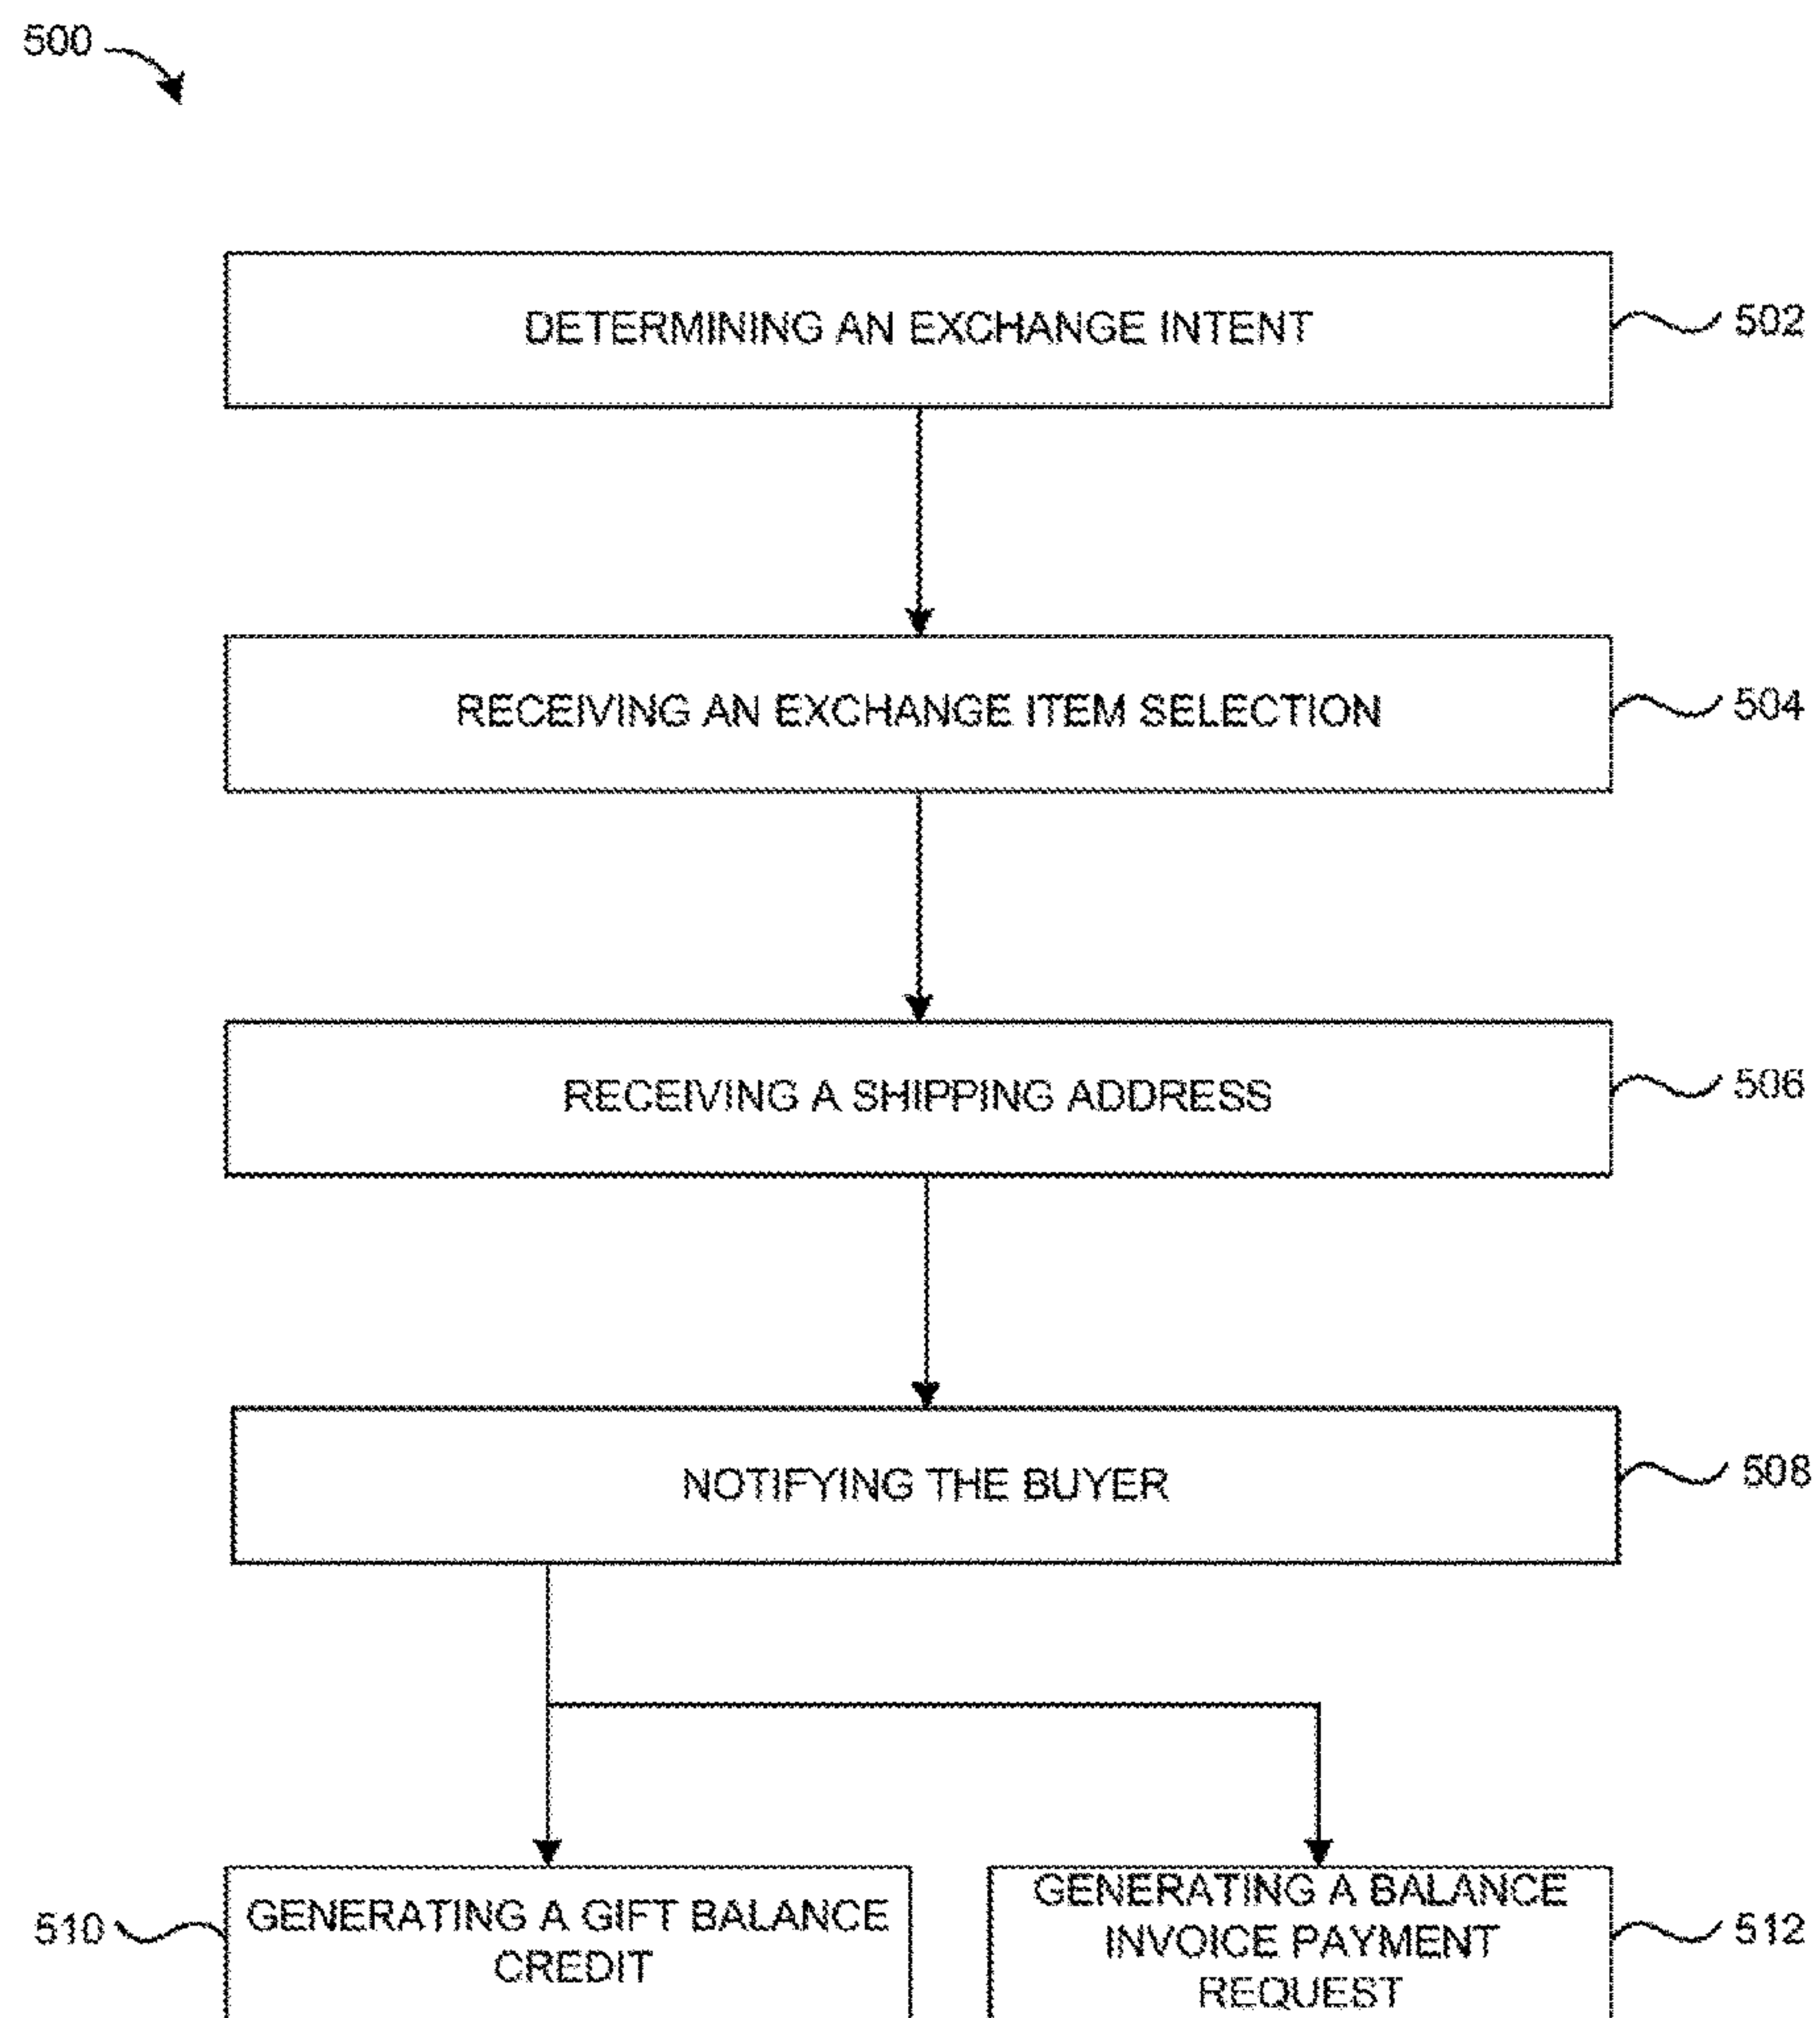 500
DETERMINING AN EXCHANGE INTENT
502
RECEIVING AN EXCHANGE ITEM SELECTION
504
RECEIVING A SHIPPING ADDRESS
506
NOTIFYING THE BUYER
508
510
GENERATING A GIFT BALANCE
CREDIT
GENERATING A BALANCE
INVOICE PAYMENT
REQUEST
512